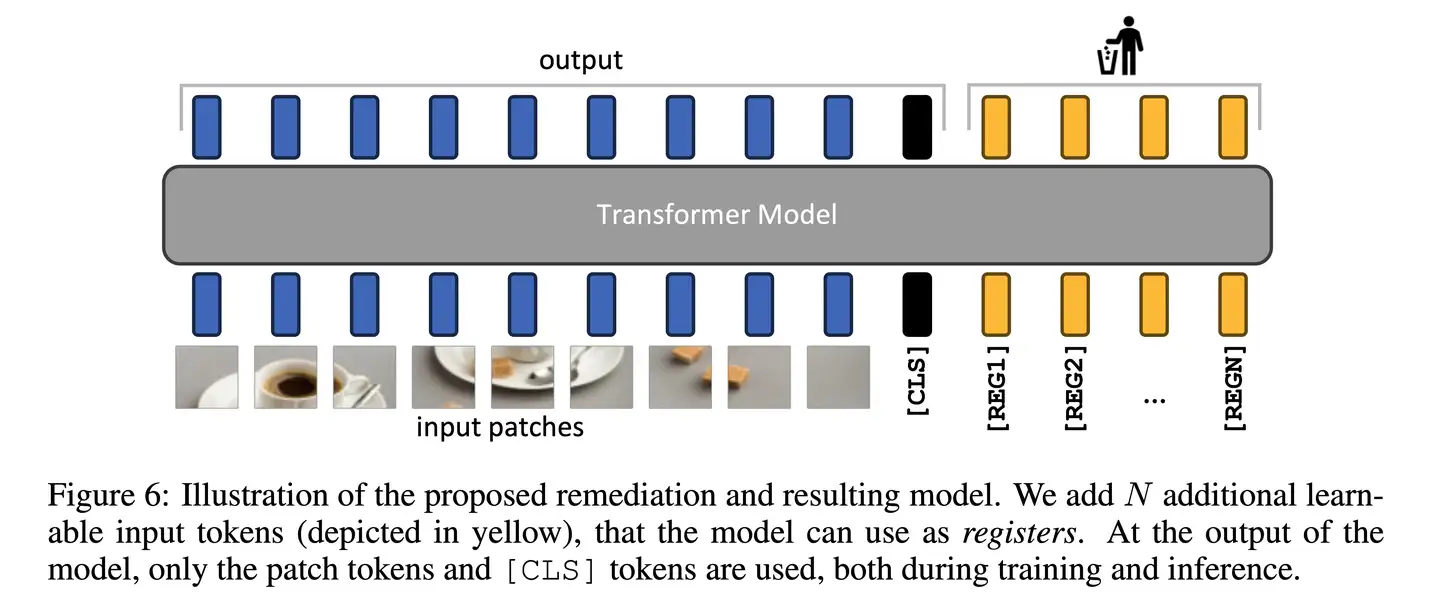 output
Transformer Model
[CLS]
[REG1]
[REG2]
...
[REGN]
input patches
Figure 6: Illustration of the proposed remediation and resulting model. We add N additional learn-
able input tokens (depicted in yellow), that the model can use as registers. At the output of the
model, only the patch tokens and [CLS] tokens are used, both during training and inference.